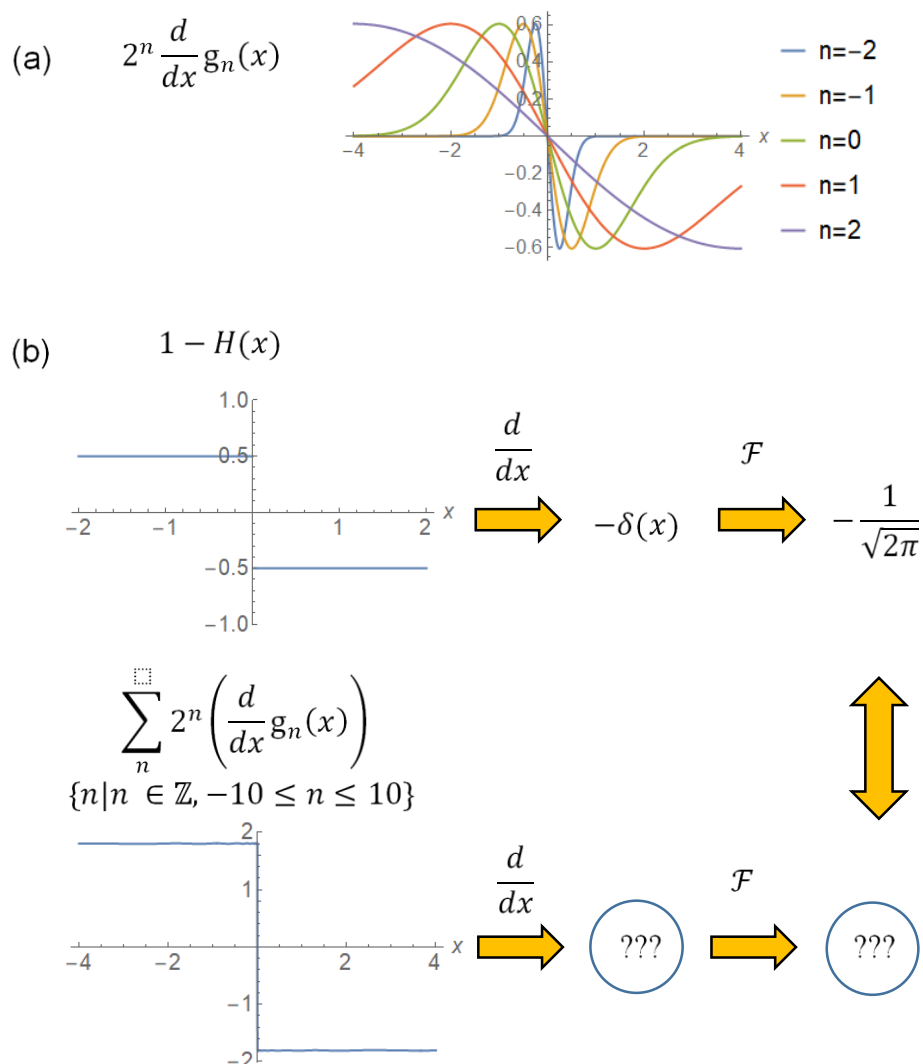 (a) 2^n d/dx g_n(x)
0.6
0.4
0.2
-4 -2 2 4 x
-0.2
-0.4
-0.6
n=-2
n=-1
n=0
n=1
n=2
(b) 1 − H(x)
1.0
0.5
-2 -1 1 2 x
-0.5
-1.0
d/dx
−δ(x)
ℱ
−1/√2π
∑_n 2^n (d/dx g_n(x))
{n|n ∈ ℤ, −10 ≤ n ≤ 10}
2
1
-4 -2 2 4 x
-1
-2
d/dx
???
ℱ
???